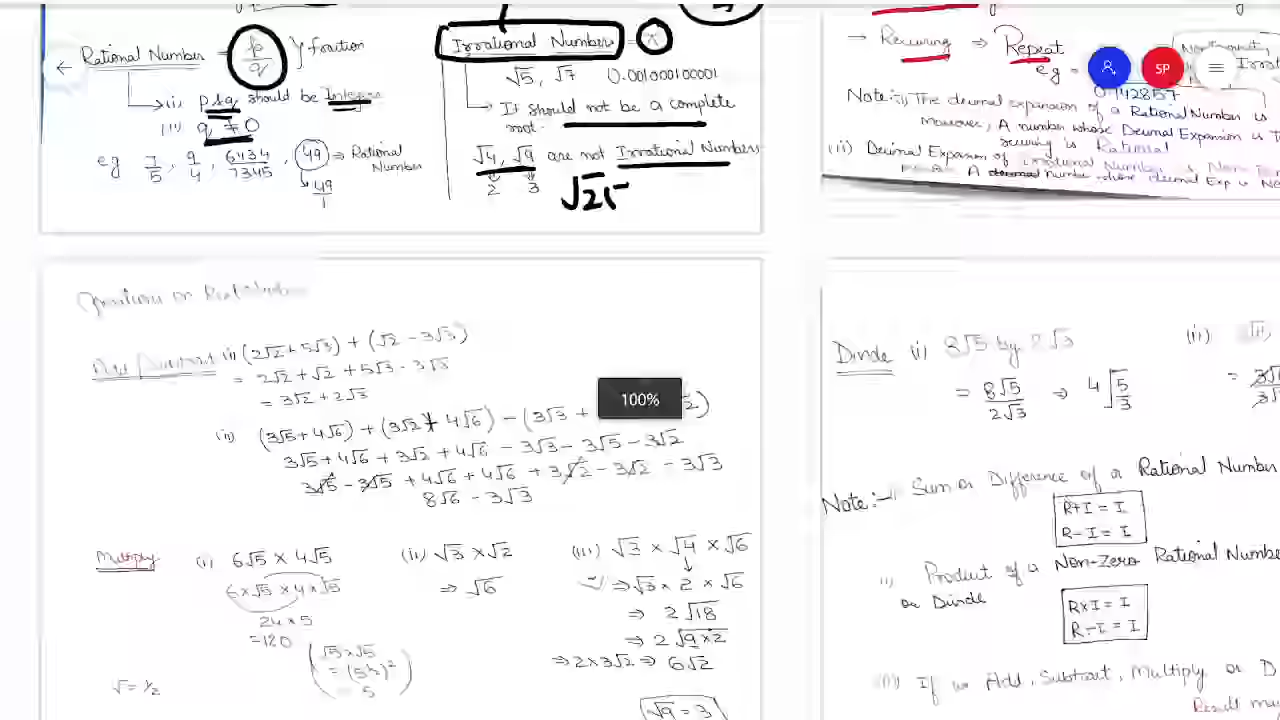 Rational Number = p/q } fraction
(i) p & q should be Integers
(ii) q ≠ 0
eg 7/5, 9/4, 6434/7345, 49 ⇒ Rational Number
49/1
Irrational Numbers =
√5, √7 0.00100100001
It should not be a complete
root.
√4, √9 are not Irrational Numbers
2 3
√25
→ Recurring ⇒ Repeat
eg =
SP
Note:- (i) The decimal expansion of a Rational Number is
Moreover, A number whose Decimal Expansion is
is Rational
(ii) Decimal Expansion of
(i) (2√2 + 5√3) + (√2 - 3√3)
= 2√2 + √2 + 5√3 - 3√3
= 3√2 + 2√3
100%
(ii) (3√5 + 4√6) + (3√2 + 4√6) - (3√3 +
3√5 + 4√6 + 3√2 + 4√6 - 3√3 - 3√5 - 3√2
3√5 - 3√5 + 4√6 + 4√6 + 3√2 - 3√2 - 3√3
8√6 - 3√3
Multiply (i) 6√5 × 4√5
6 × √5 × 4 × √5
24 × 5
= 120
√5 × √5
= (5½)²
5
√ = 1/2
(ii) √3 × √2
⇒ √6
(iii) √3 × √4 × √6
⇒ √3 × 2 × √6
⇒ 2√18
⇒ 2√9×2
⇒ 2×3√2 ⇒ 6√2
√9 = 3
Divide (i) 8√5 by 2√3
= 8√5/2√3 ⇒ 4√5/3
(ii)
Note:- Sum or Difference of a Rational Number
R+I = I
R-I = I
ii) Product of a Non-Zero Rational Number
or Divide
R×I = I
R÷I = I
If we Add, Subtract, Multiply or D
Result may